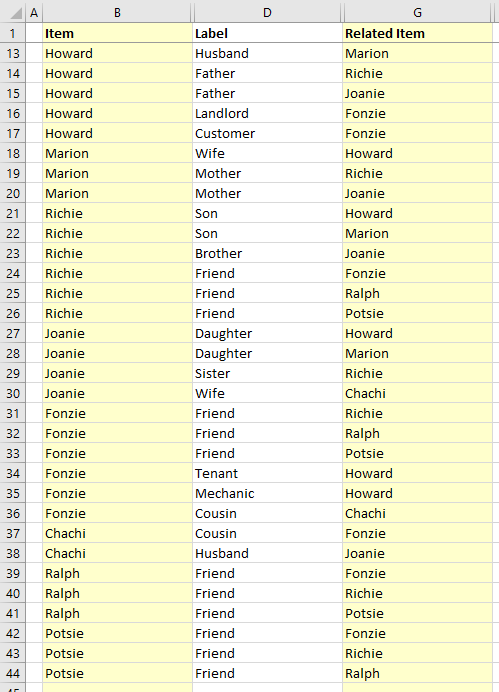 A B D G
1 Item Label Related Item
13 Howard Husband Marion
14 Howard Father Richie
15 Howard Father Joanie
16 Howard Landlord Fonzie
17 Howard Customer Fonzie
18 Marion Wife Howard
19 Marion Mother Richie
20 Marion Mother Joanie
21 Richie Son Howard
22 Richie Son Marion
23 Richie Brother Joanie
24 Richie Friend Fonzie
25 Richie Friend Ralph
26 Richie Friend Potsie
27 Joanie Daughter Howard
28 Joanie Daughter Marion
29 Joanie Sister Richie
30 Joanie Wife Chachi
31 Fonzie Friend Richie
32 Fonzie Friend Ralph
33 Fonzie Friend Potsie
34 Fonzie Tenant Howard
35 Fonzie Mechanic Howard
36 Fonzie Cousin Chachi
37 Chachi Cousin Fonzie
38 Chachi Husband Joanie
39 Ralph Friend Fonzie
40 Ralph Friend Richie
41 Ralph Friend Potsie
42 Potsie Friend Fonzie
43 Potsie Friend Richie
44 Potsie Friend Ralph